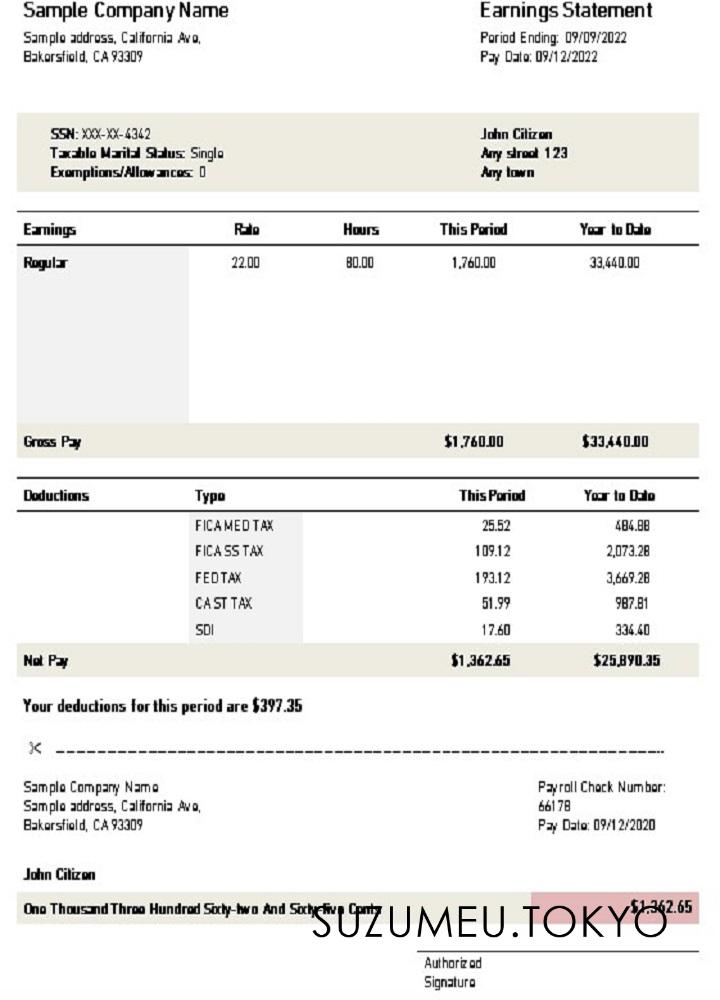 Sample Company Name
Earnings Statement
Sample address, California Ave,
Bakersfield, CA 93309
Period Ending: 09/09/2022
Pay Date: 09/12/2022
SSN: XXX-XX-4342
Taxable Marital Status: Single
Exemptions/Allowances: 0
John Citizen
Any street 123
Any town
Earnings Rate Hours This Period Year to Date
Regular 22.00 80.00 1,760.00 33,440.00
Gross Pay $1,760.00 $33,440.00
Deductions Type This Period Year to Date
FICA MED TAX 25.52 484.88
FICA SS TAX 109.12 2,073.28
FED TAX 193.12 3,669.28
CA ST TAX 51.99 987.81
SDI 17.60 334.40
Net Pay $1,362.65 $25,890.35
Your deductions for this period are $397.35
Sample Company Name
Sample address, California Ave,
Bakersfield, CA 93309
Payroll Check Number:
66178
Pay Date: 09/12/2020
John Citizen
One Thousand Three Hundred Sixty-two And Sixty-five Cents $1,362.65
SUZUMEU.TOKYO
Authorized
Signature